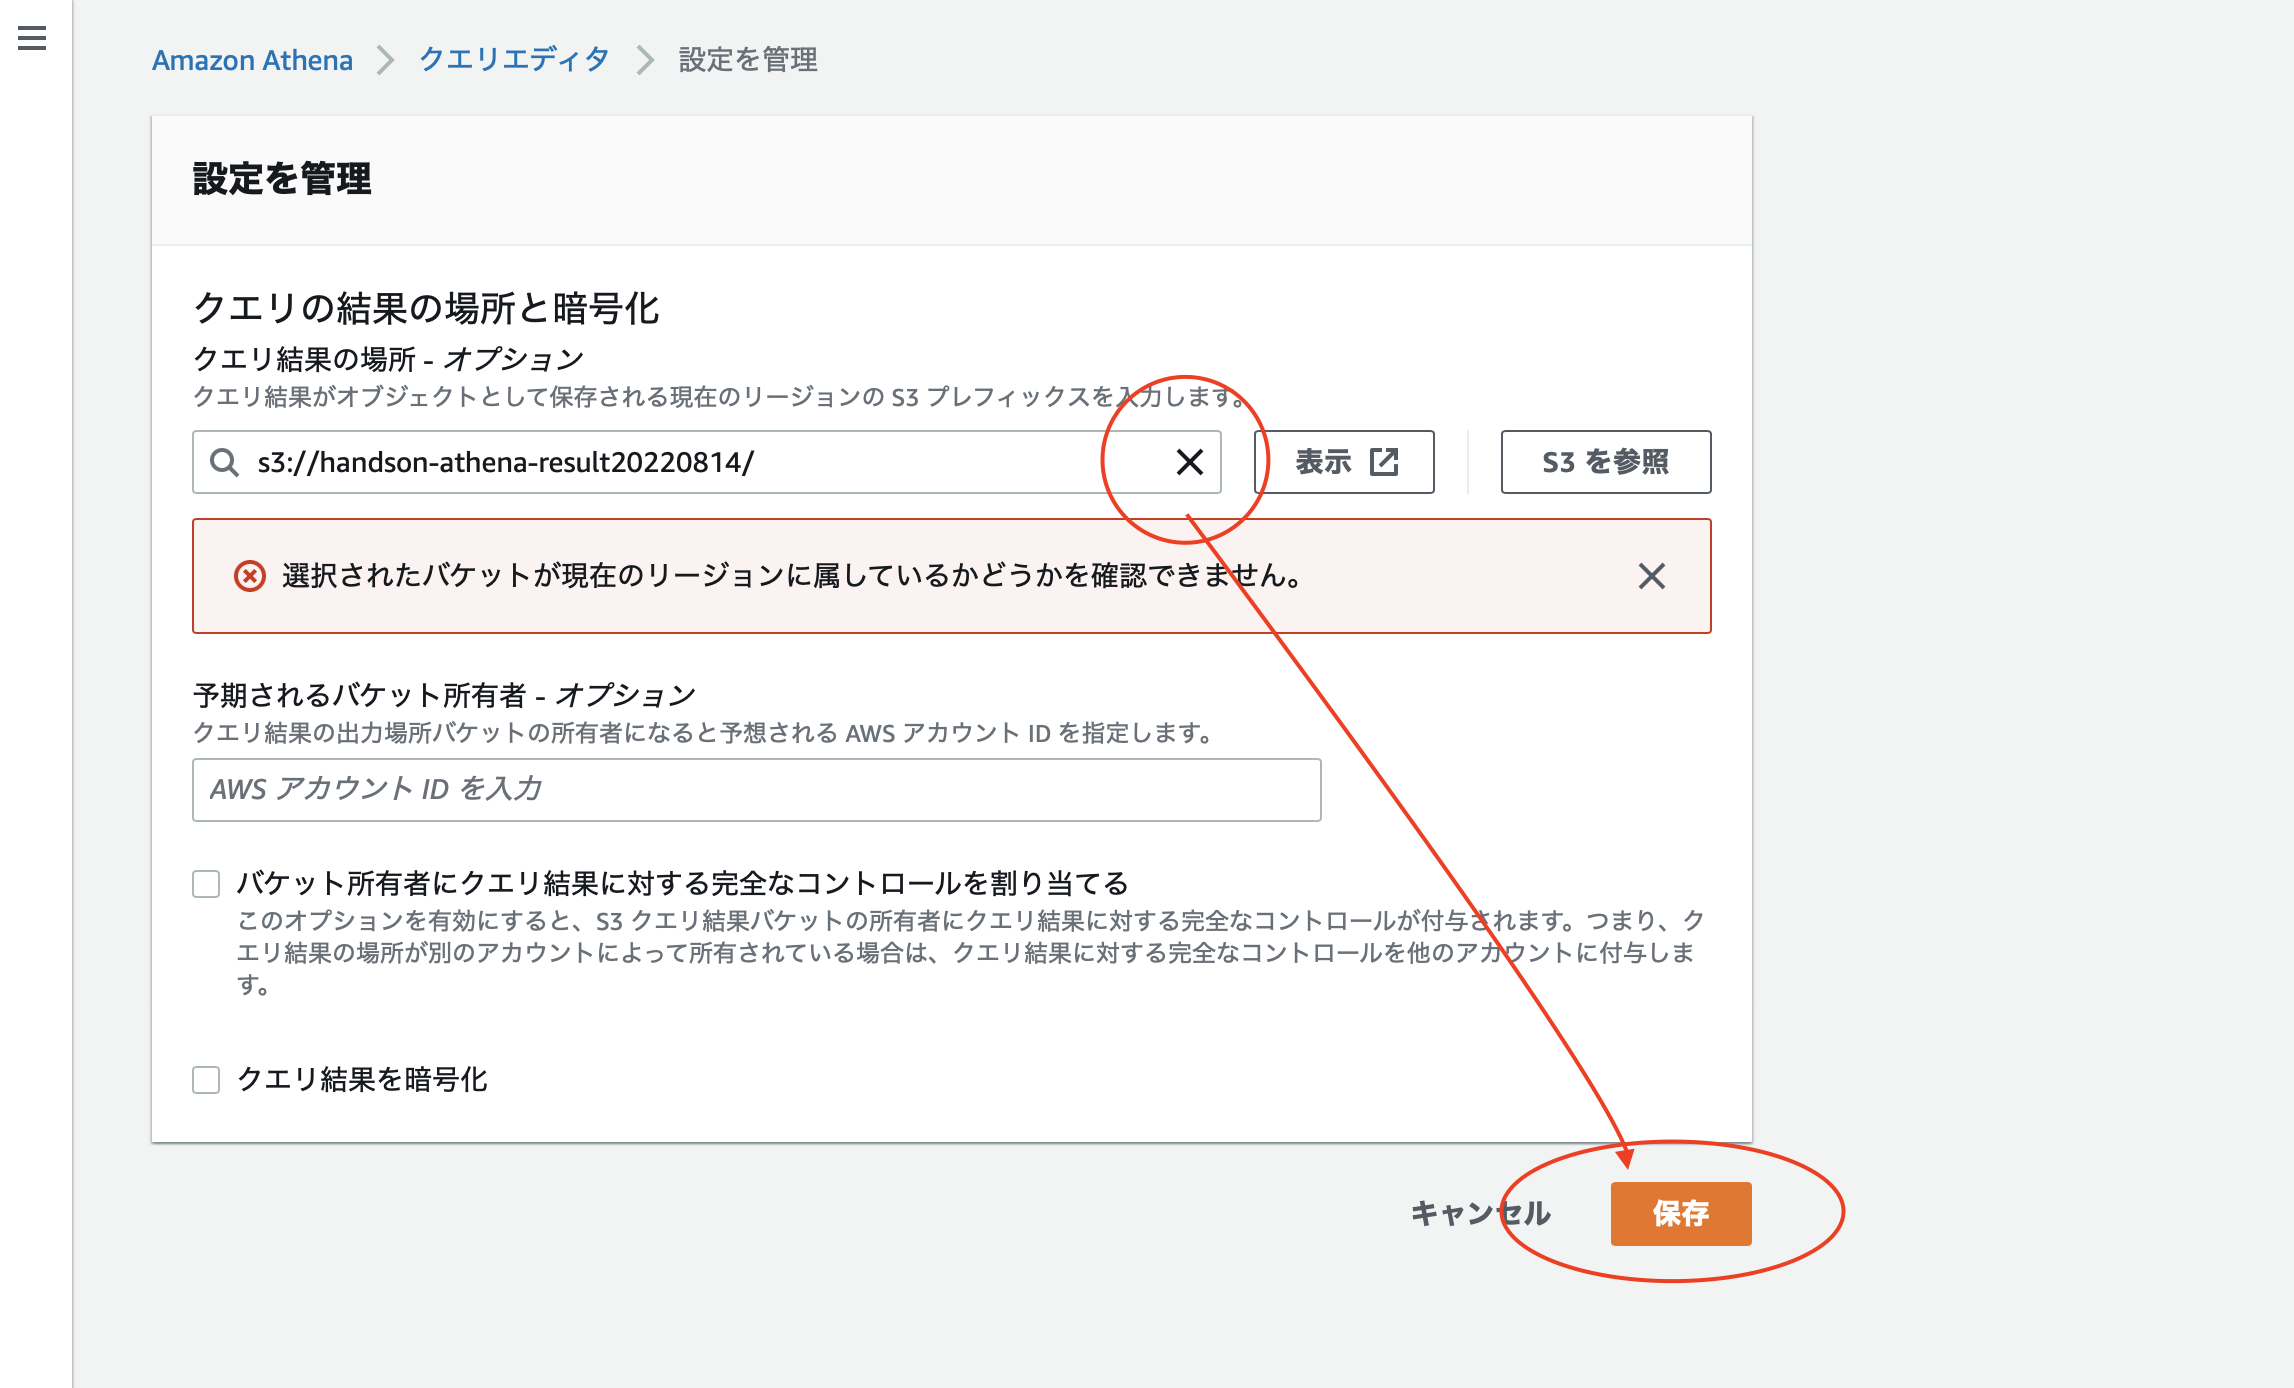 Amazon Athena > クエリエディタ > 設定を管理
設定を管理
クエリの結果の場所と暗号化
クエリ結果の場所 - オプション
クエリ結果がオブジェクトとして保存される現在のリージョンの S3 プレフィックスを入力します。
s3://handson-athena-result20220814/
表示
S3 を参照
選択されたバケットが現在のリージョンに属しているかどうかを確認できません。
予期されるバケット所有者 - オプション
クエリ結果の出力場所バケットの所有者になると予想される AWS アカウント ID を指定します。
AWS アカウント ID を入力
バケット所有者にクエリ結果に対する完全なコントロールを割り当てる
このオプションを有効にすると、S3 クエリ結果バケットの所有者にクエリ結果に対する完全なコントロールが付与されます。つまり、ク
エリ結果の場所が別のアカウントによって所有されている場合は、クエリ結果に対する完全なコントロールを他のアカウントに付与しま
す。
クエリ結果を暗号化
キャンセル
保存